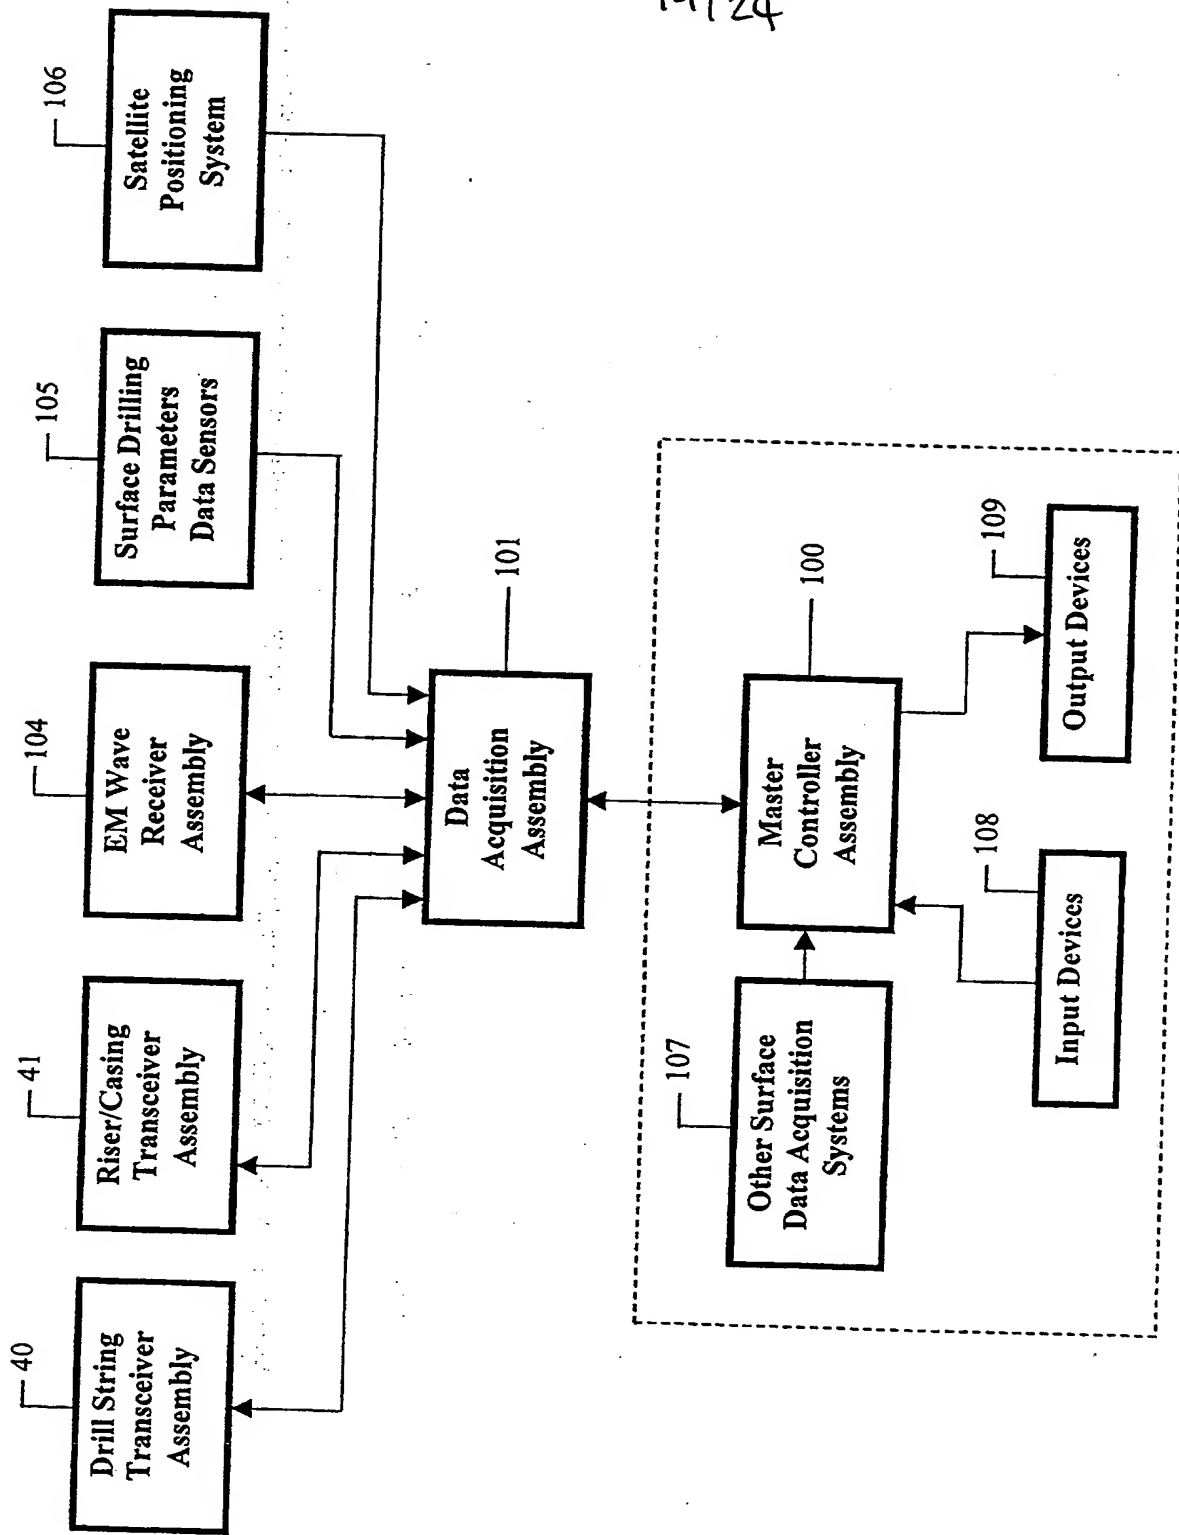 40
Drill String
Transceiver
Assembly
41
Riser/Casing
Transceiver
Assembly
104
EM Wave
Receiver
Assembly
105
Surface Drilling
Parameters
Data Sensors
106
Satellite
Positioning
System
Data
Acquisition
Assembly
101
107
Other Surface
Data Acquisition
Systems
Master
Controller
Assembly
100
108
Input Devices
109
Output Devices